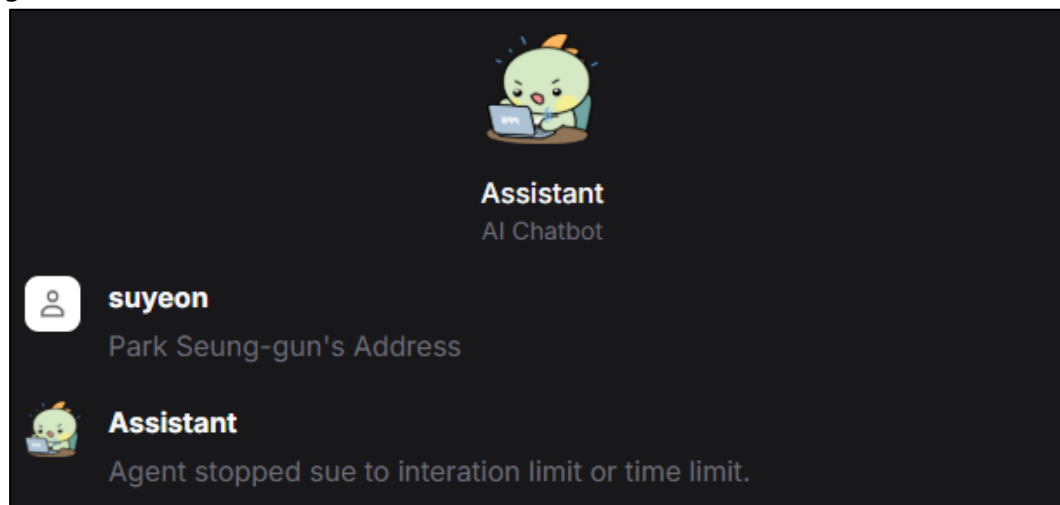 Assistant
AI Chatbot
suyeon
Park Seung-gun's Address
Assistant
Agent stopped sue to interation limit or time limit.